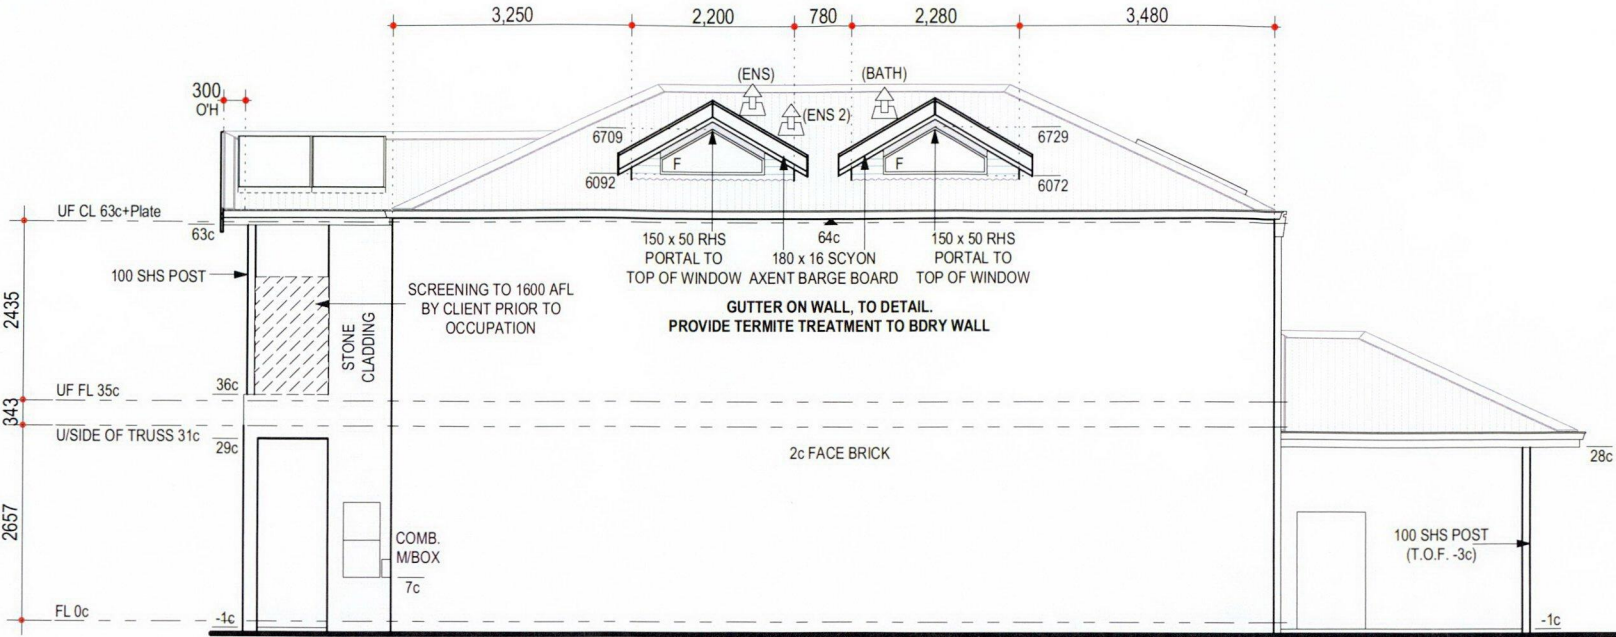 3,250
2,200
780
2,280
3,480
300
O'H
(ENS)
(BATH)
(ENS 2)
6709
6729
F
F
6092
6072
UF CL 63c+Plate
63c
64c
150 x 50 RHS
PORTAL TO
TOP OF WINDOW
180 x 16 SCYON
AXENT BARGE BOARD
150 x 50 RHS
PORTAL TO
TOP OF WINDOW
100 SHS POST
SCREENING TO 1600 AFL
BY CLIENT PRIOR TO
OCCUPATION
GUTTER ON WALL, TO DETAIL.
PROVIDE TERMITE TREATMENT TO BDRY WALL
2435
STONE
CLADDING
36c
UF FL 35c
343
U/SIDE OF TRUSS 31c
29c
2c FACE BRICK
28c
2657
COMB.
M/BOX
7c
100 SHS POST
(T.O.F. -3c)
FL 0c
-1c
-1c